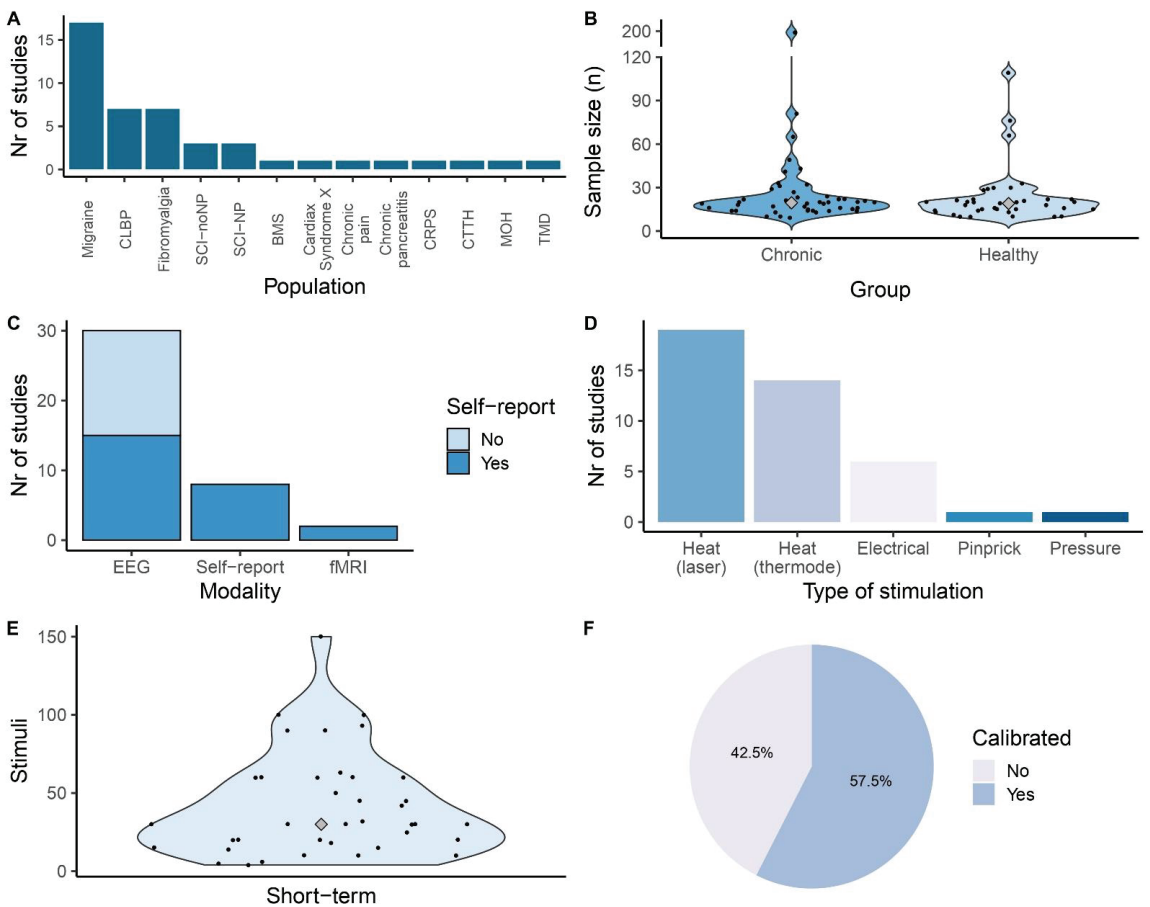 A
Nr of studies
15
10
5
0
Migraine
CLBP
Fibromyalgia
SCI-noNP
SCI-NP
BMS
Cardiax
Syndrome X
Chronic
pain
Chronic
pancreatitis
CRPS
CTTH
MOH
TMD
Population
B
Sample size (n)
200
120
90
60
30
0
Chronic
Healthy
Group
C
Nr of studies
30
20
10
0
EEG
Self−report
fMRI
Modality
Self−report
No
Yes
D
Nr of studies
15
10
5
0
Heat
(laser)
Heat
(thermode)
Electrical
Pinprick
Pressure
Type of stimulation
E
Stimuli
150
100
50
0
Short−term
F
42.5%
57.5%
Calibrated
No
Yes